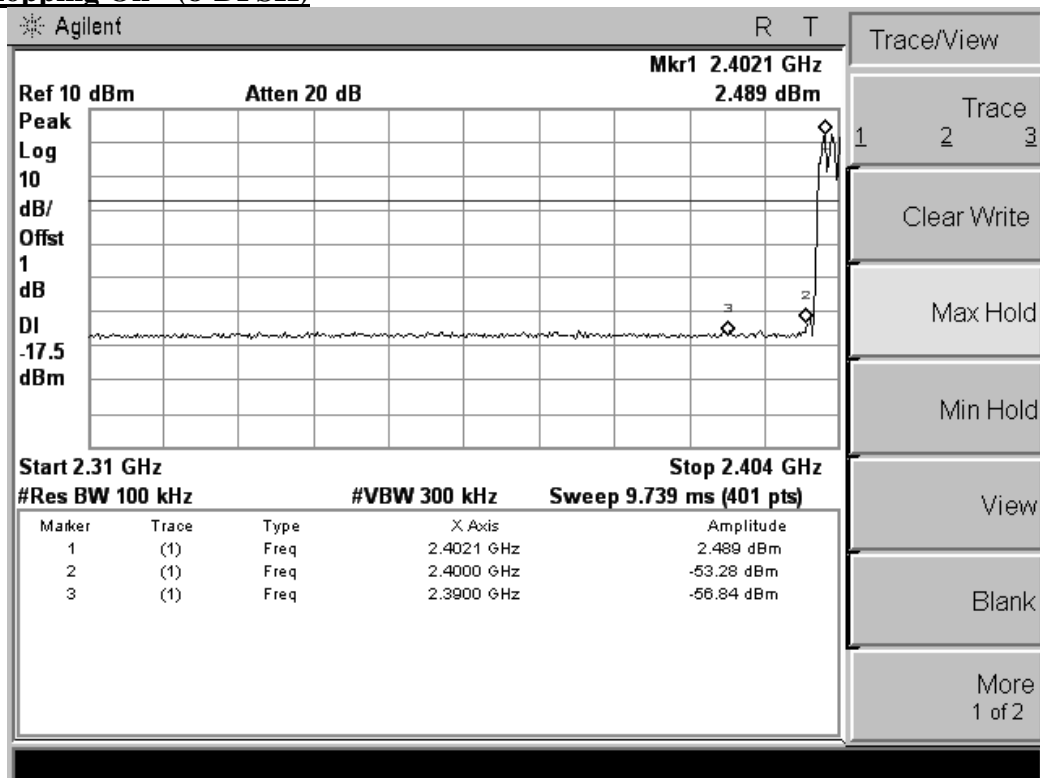 (8-DPSK)
Agilent R T
Mkr1 2.4021 GHz
Ref 10 dBm Atten 20 dB 2.489 dBm
Peak
Log
10
dB/
Offst
1
dB
DI
-17.5
dBm
3
2
Start 2.31 GHz Stop 2.404 GHz
#Res BW 100 kHz #VBW 300 kHz Sweep 9.739 ms (401 pts)
Marker Trace Type X Axis Amplitude
1 (1) Freq 2.4021 GHz 2.489 dBm
2 (1) Freq 2.4000 GHz -53.28 dBm
3 (1) Freq 2.3900 GHz -56.84 dBm
Trace/View
Trace
1 2 3
Clear Write
Max Hold
Min Hold
View
Blank
More
1 of 2